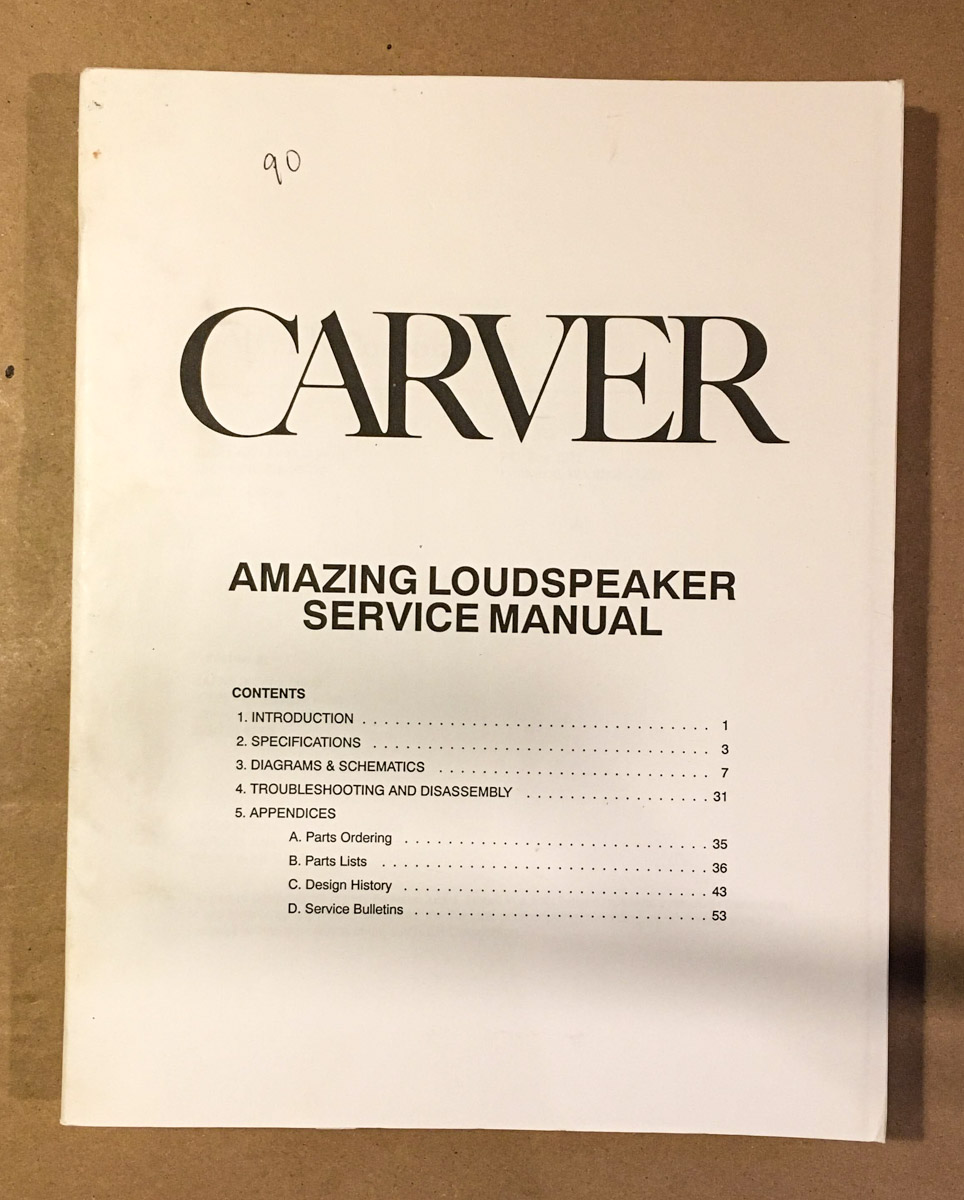 90
CARVER
AMAZING LOUDSPEAKER
SERVICE MANUAL
CONTENTS
1. INTRODUCTION . . . . . . . . . . . . . . . . . . . . . . . . . . . . . . . . 1
2. SPECIFICATIONS . . . . . . . . . . . . . . . . . . . . . . . . . . . . . . . 3
3. DIAGRAMS & SCHEMATICS . . . . . . . . . . . . . . . . . . . . . . . . . 7
4. TROUBLESHOOTING AND DISASSEMBLY . . . . . . . . . . . . . . . . . 31
5. APPENDICES
A. Parts Ordering . . . . . . . . . . . . . . . . . . . . . . . . . . . . 35
B. Parts Lists . . . . . . . . . . . . . . . . . . . . . . . . . . . . . . 36
C. Design History . . . . . . . . . . . . . . . . . . . . . . . . . . . . 43
D. Service Bulletins . . . . . . . . . . . . . . . . . . . . . . . . . . . 53